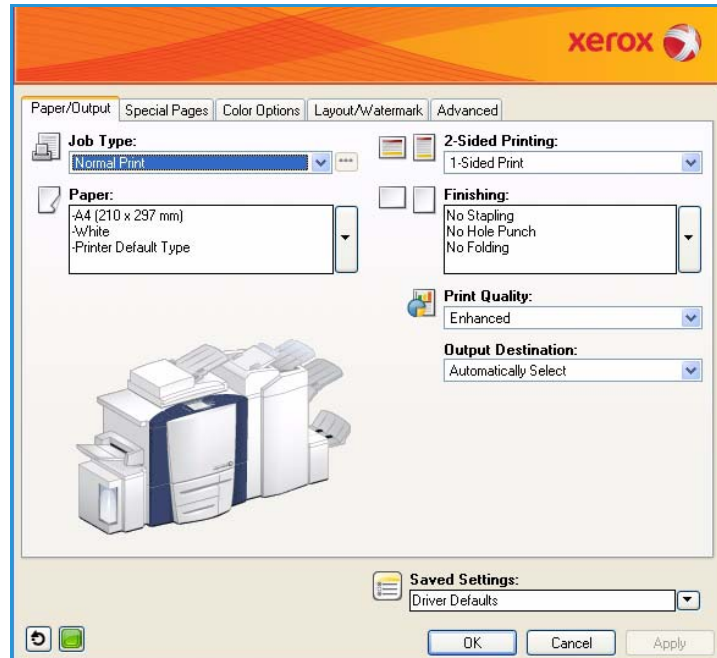 xerox
Paper/Output Special Pages Color Options Layout/Watermark Advanced
Job Type:
Normal Print
Paper:
-A4 (210 x 297 mm)
-White
-Printer Default Type
2-Sided Printing:
1-Sided Print
Finishing:
No Stapling
No Hole Punch
No Folding
Print Quality:
Enhanced
Output Destination:
Automatically Select
Saved Settings:
Driver Defaults
OK Cancel Apply